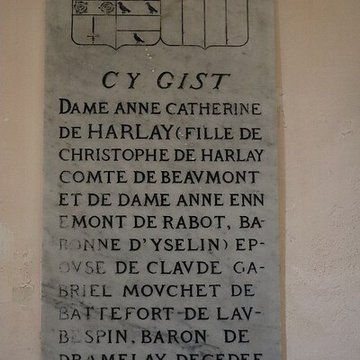 CY GIST
DAME ANNE CATHERINE
DE HARLAY (FILLE DE
CHRISTOPHE DE HARLAY
COMTE DE BEAVMONT
ET DE DAME ANNE ENN
EMONT DE RABOT, BA-
RONNE D'YSELIN) EP-
OVSE DE CLAVDE GA-
BRIEL MOVCHET DE
BATTEFORT-DE LAV-
BESPIN, BARON DE
DRAMELAY DECEDEE